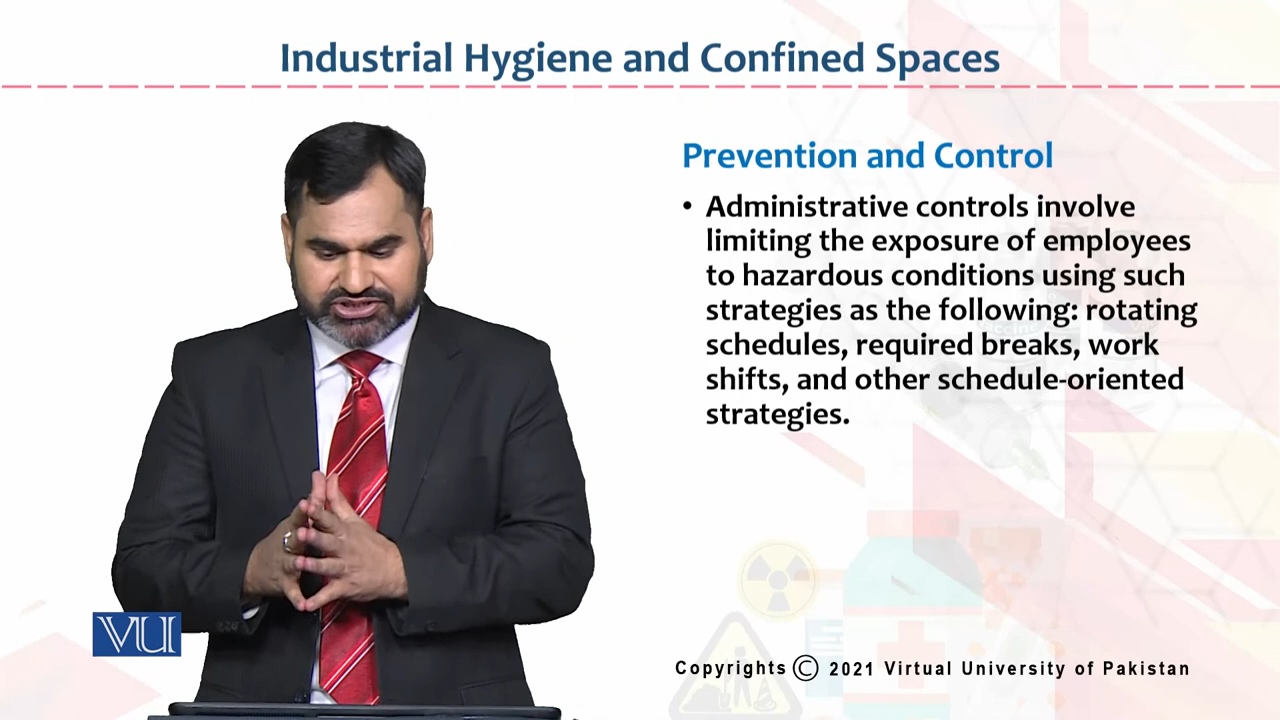 Industrial Hygiene and Confined Spaces
Prevention and Control
• Administrative controls involve
limiting the exposure of employees
to hazardous conditions using such
strategies as the following: rotating
schedules, required breaks, work
shifts, and other schedule-oriented
strategies.
VU
Copyrights © 2021 Virtual University of Pakistan